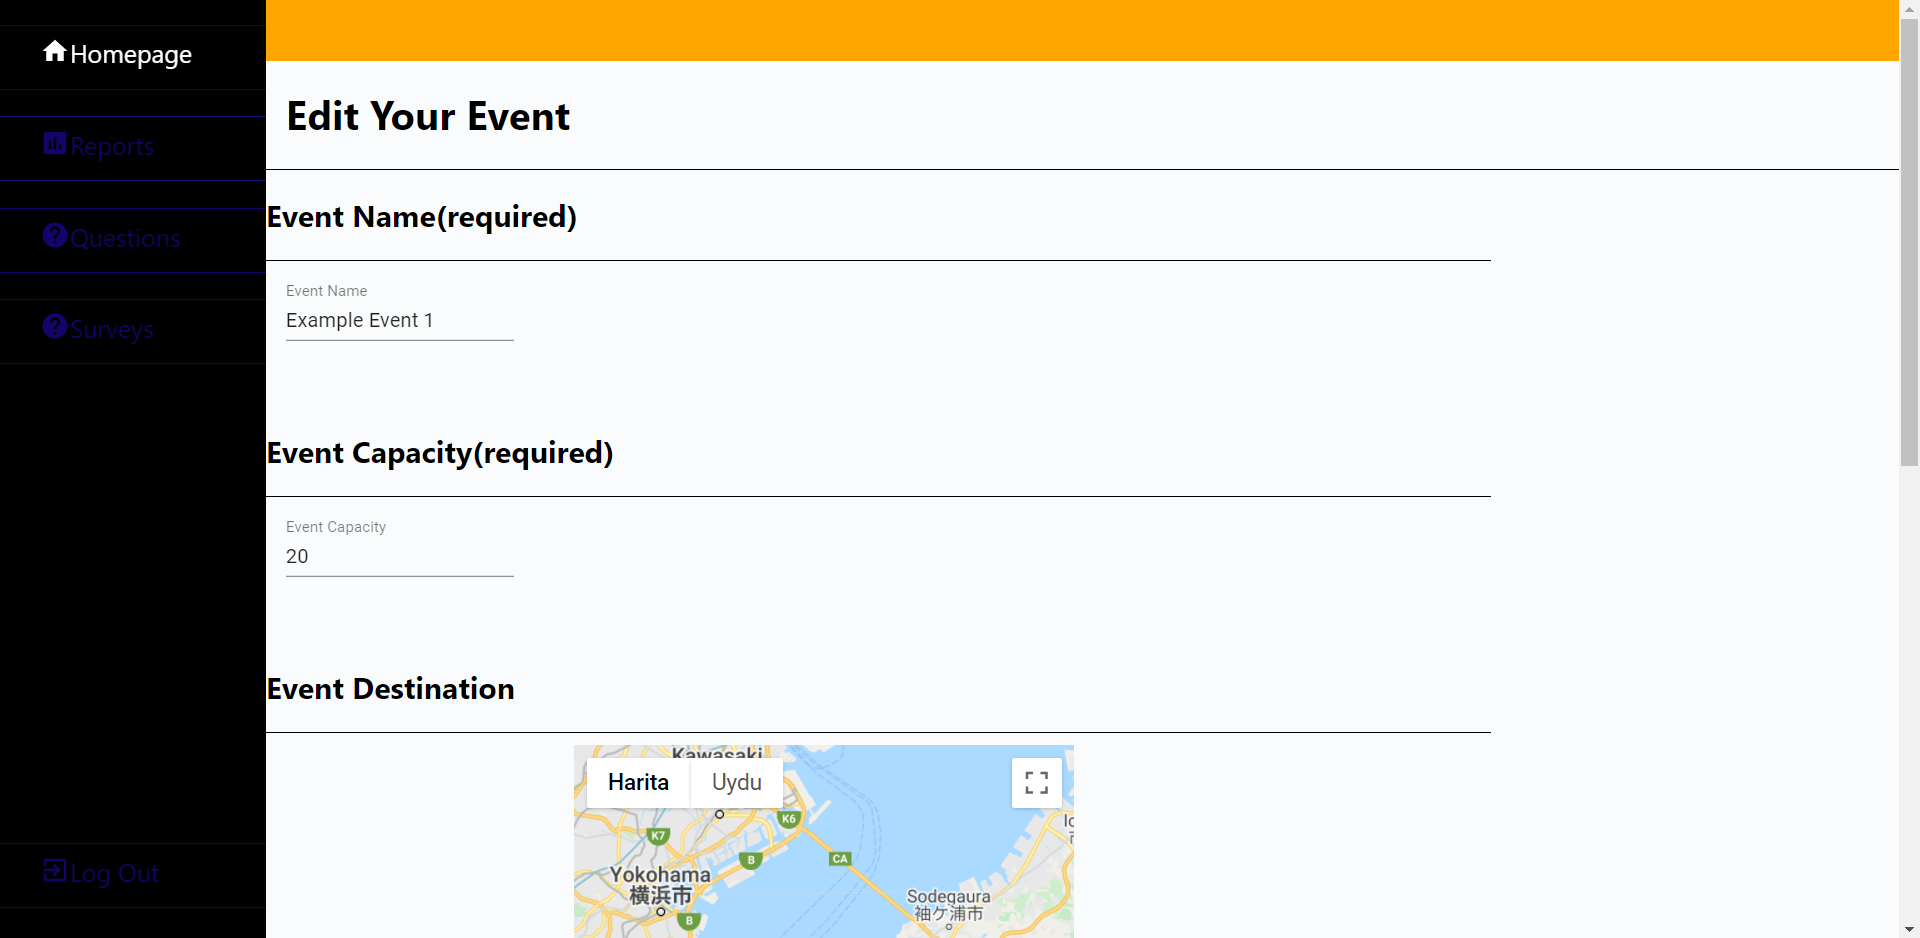 Homepage
Reports
Questions
Surveys
Log Out
Edit Your Event
Event Name(required)
Event Name
Example Event 1
Event Capacity(required)
Event Capacity
20
Event Destination
Kawasaki
Harita
Uydu
K6
K7
B
CA
Yokohama
横浜市
Sodegaura
袖ケ浦市
B